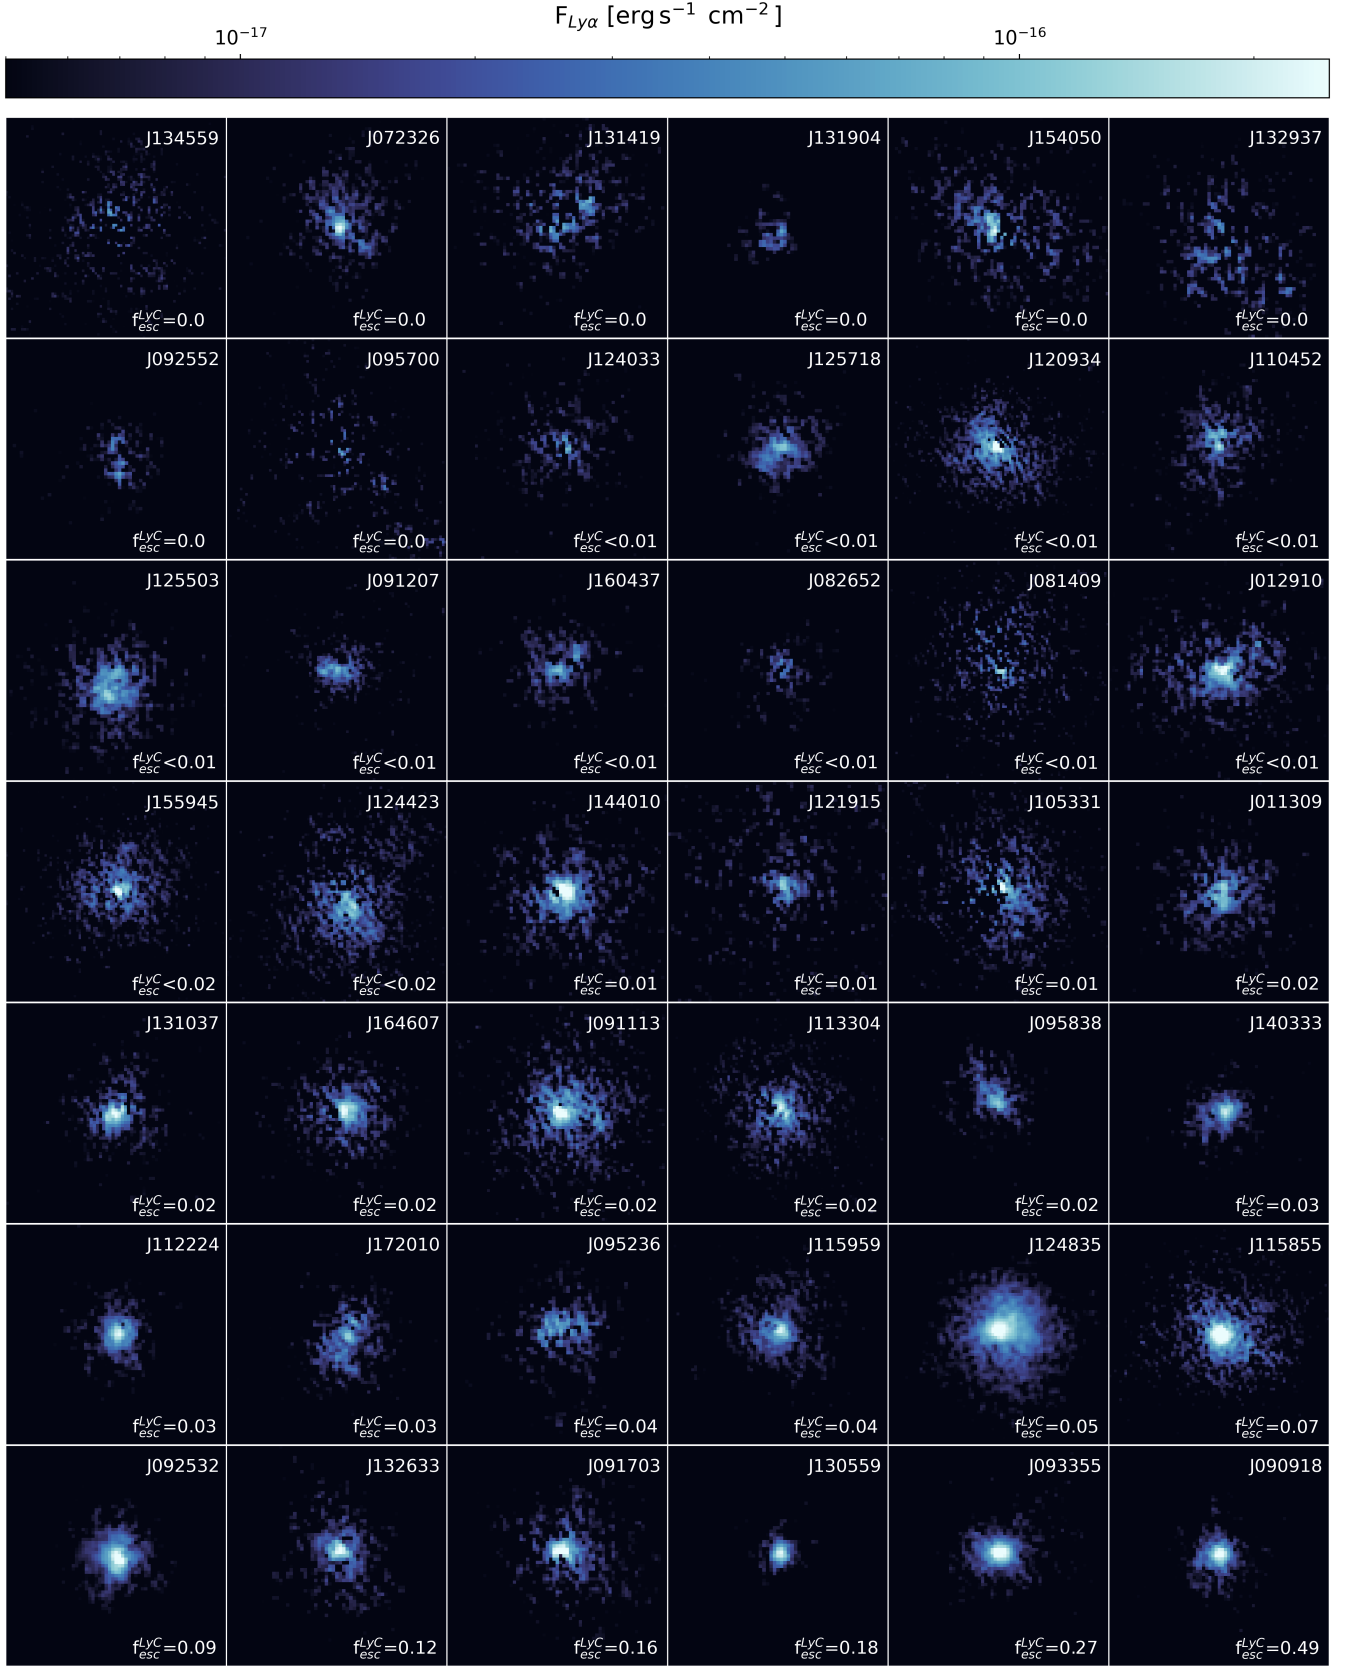 F_{Lyα} [erg s⁻¹ cm⁻²]
10⁻¹⁷ 10⁻¹⁶
J134559 J072326 J131419 J131904 J154050 J132937
f_{esc}^{LyC}=0.0 f_{esc}^{LyC}=0.0 f_{esc}^{LyC}=0.0 f_{esc}^{LyC}=0.0 f_{esc}^{LyC}=0.0 f_{esc}^{LyC}=0.0
J092552 J095700 J124033 J125718 J120934 J110452
f_{esc}^{LyC}=0.0 f_{esc}^{LyC}=0.0 f_{esc}^{LyC}<0.01 f_{esc}^{LyC}<0.01 f_{esc}^{LyC}<0.01 f_{esc}^{LyC}<0.01
J125503 J091207 J160437 J082652 J081409 J012910
f_{esc}^{LyC}<0.01 f_{esc}^{LyC}<0.01 f_{esc}^{LyC}<0.01 f_{esc}^{LyC}<0.01 f_{esc}^{LyC}<0.01 f_{esc}^{LyC}<0.01
J155945 J124423 J144010 J121915 J105331 J011309
f_{esc}^{LyC}<0.02 f_{esc}^{LyC}<0.02 f_{esc}^{LyC}=0.01 f_{esc}^{LyC}=0.01 f_{esc}^{LyC}=0.01 f_{esc}^{LyC}=0.02
J131037 J164607 J091113 J113304 J095838 J140333
f_{esc}^{LyC}=0.02 f_{esc}^{LyC}=0.02 f_{esc}^{LyC}=0.02 f_{esc}^{LyC}=0.02 f_{esc}^{LyC}=0.02 f_{esc}^{LyC}=0.03
J112224 J172010 J095236 J115959 J124835 J115855
f_{esc}^{LyC}=0.03 f_{esc}^{LyC}=0.03 f_{esc}^{LyC}=0.04 f_{esc}^{LyC}=0.04 f_{esc}^{LyC}=0.05 f_{esc}^{LyC}=0.07
J092532 J132633 J091703 J130559 J093355 J090918
f_{esc}^{LyC}=0.09 f_{esc}^{LyC}=0.12 f_{esc}^{LyC}=0.16 f_{esc}^{LyC}=0.18 f_{esc}^{LyC}=0.27 f_{esc}^{LyC}=0.49